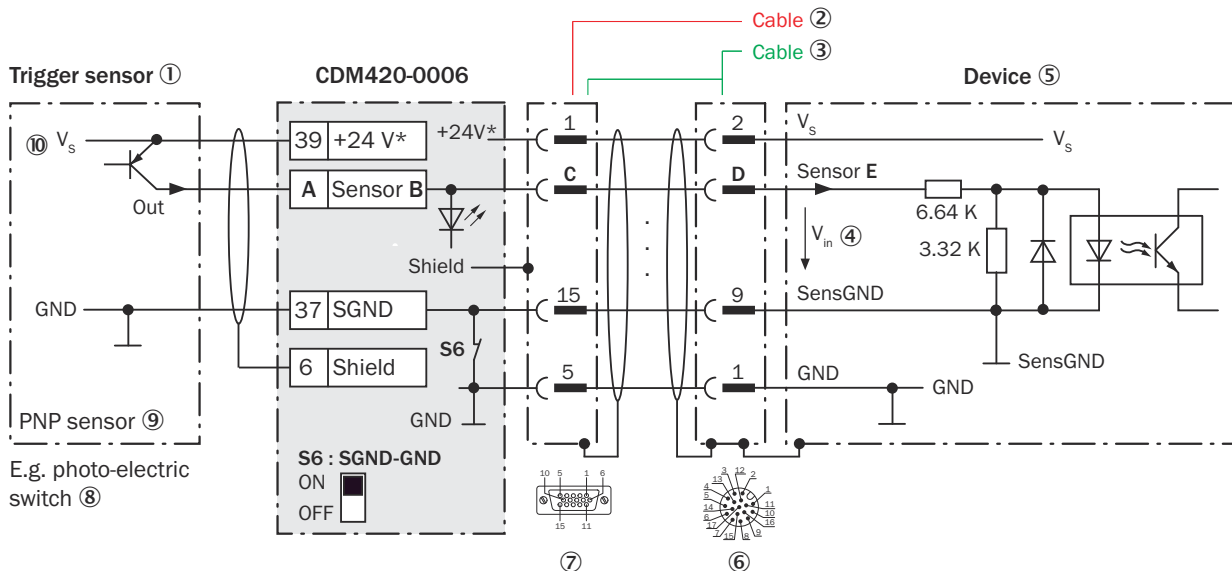 Cable ②
Cable ③
Trigger sensor ①
CDM420-0006
Device ⑤
⑩ Vs
Out
GND
PNP sensor ⑨
E.g. photo-electric
switch ⑧
39 +24 V*
+24V*
A Sensor B
Shield
37 SGND
6 Shield
S6
GND
S6 : SGND-GND
ON
OFF
1
C
15
5
2
D
9
1
Vs
Vs
Sensor E
6.64 K
3.32 K
Vin ④
SensGND
SensGND
GND
GND
10 5 1 6
15 11
⑦
3 12 2
13
4
5
14
6
17
7 15 8 9
1
11
10
16
⑥